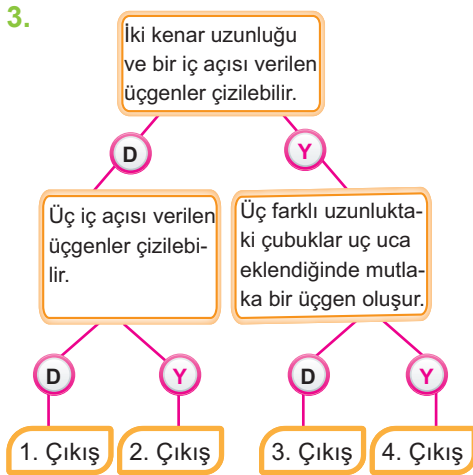 3.
İki kenar uzunluğu
ve bir iç açısı verilen
üçgenler çizilebilir.
D
Y
Üç iç açısı verilen
üçgenler çizilebi-
lir.
Üç farklı uzunlukta-
ki çubuklar uç uca
eklendiğinde mutla-
ka bir üçgen oluşur.
D
Y
D
Y
1. Çıkış
2. Çıkış
3. Çıkış
4. Çıkış